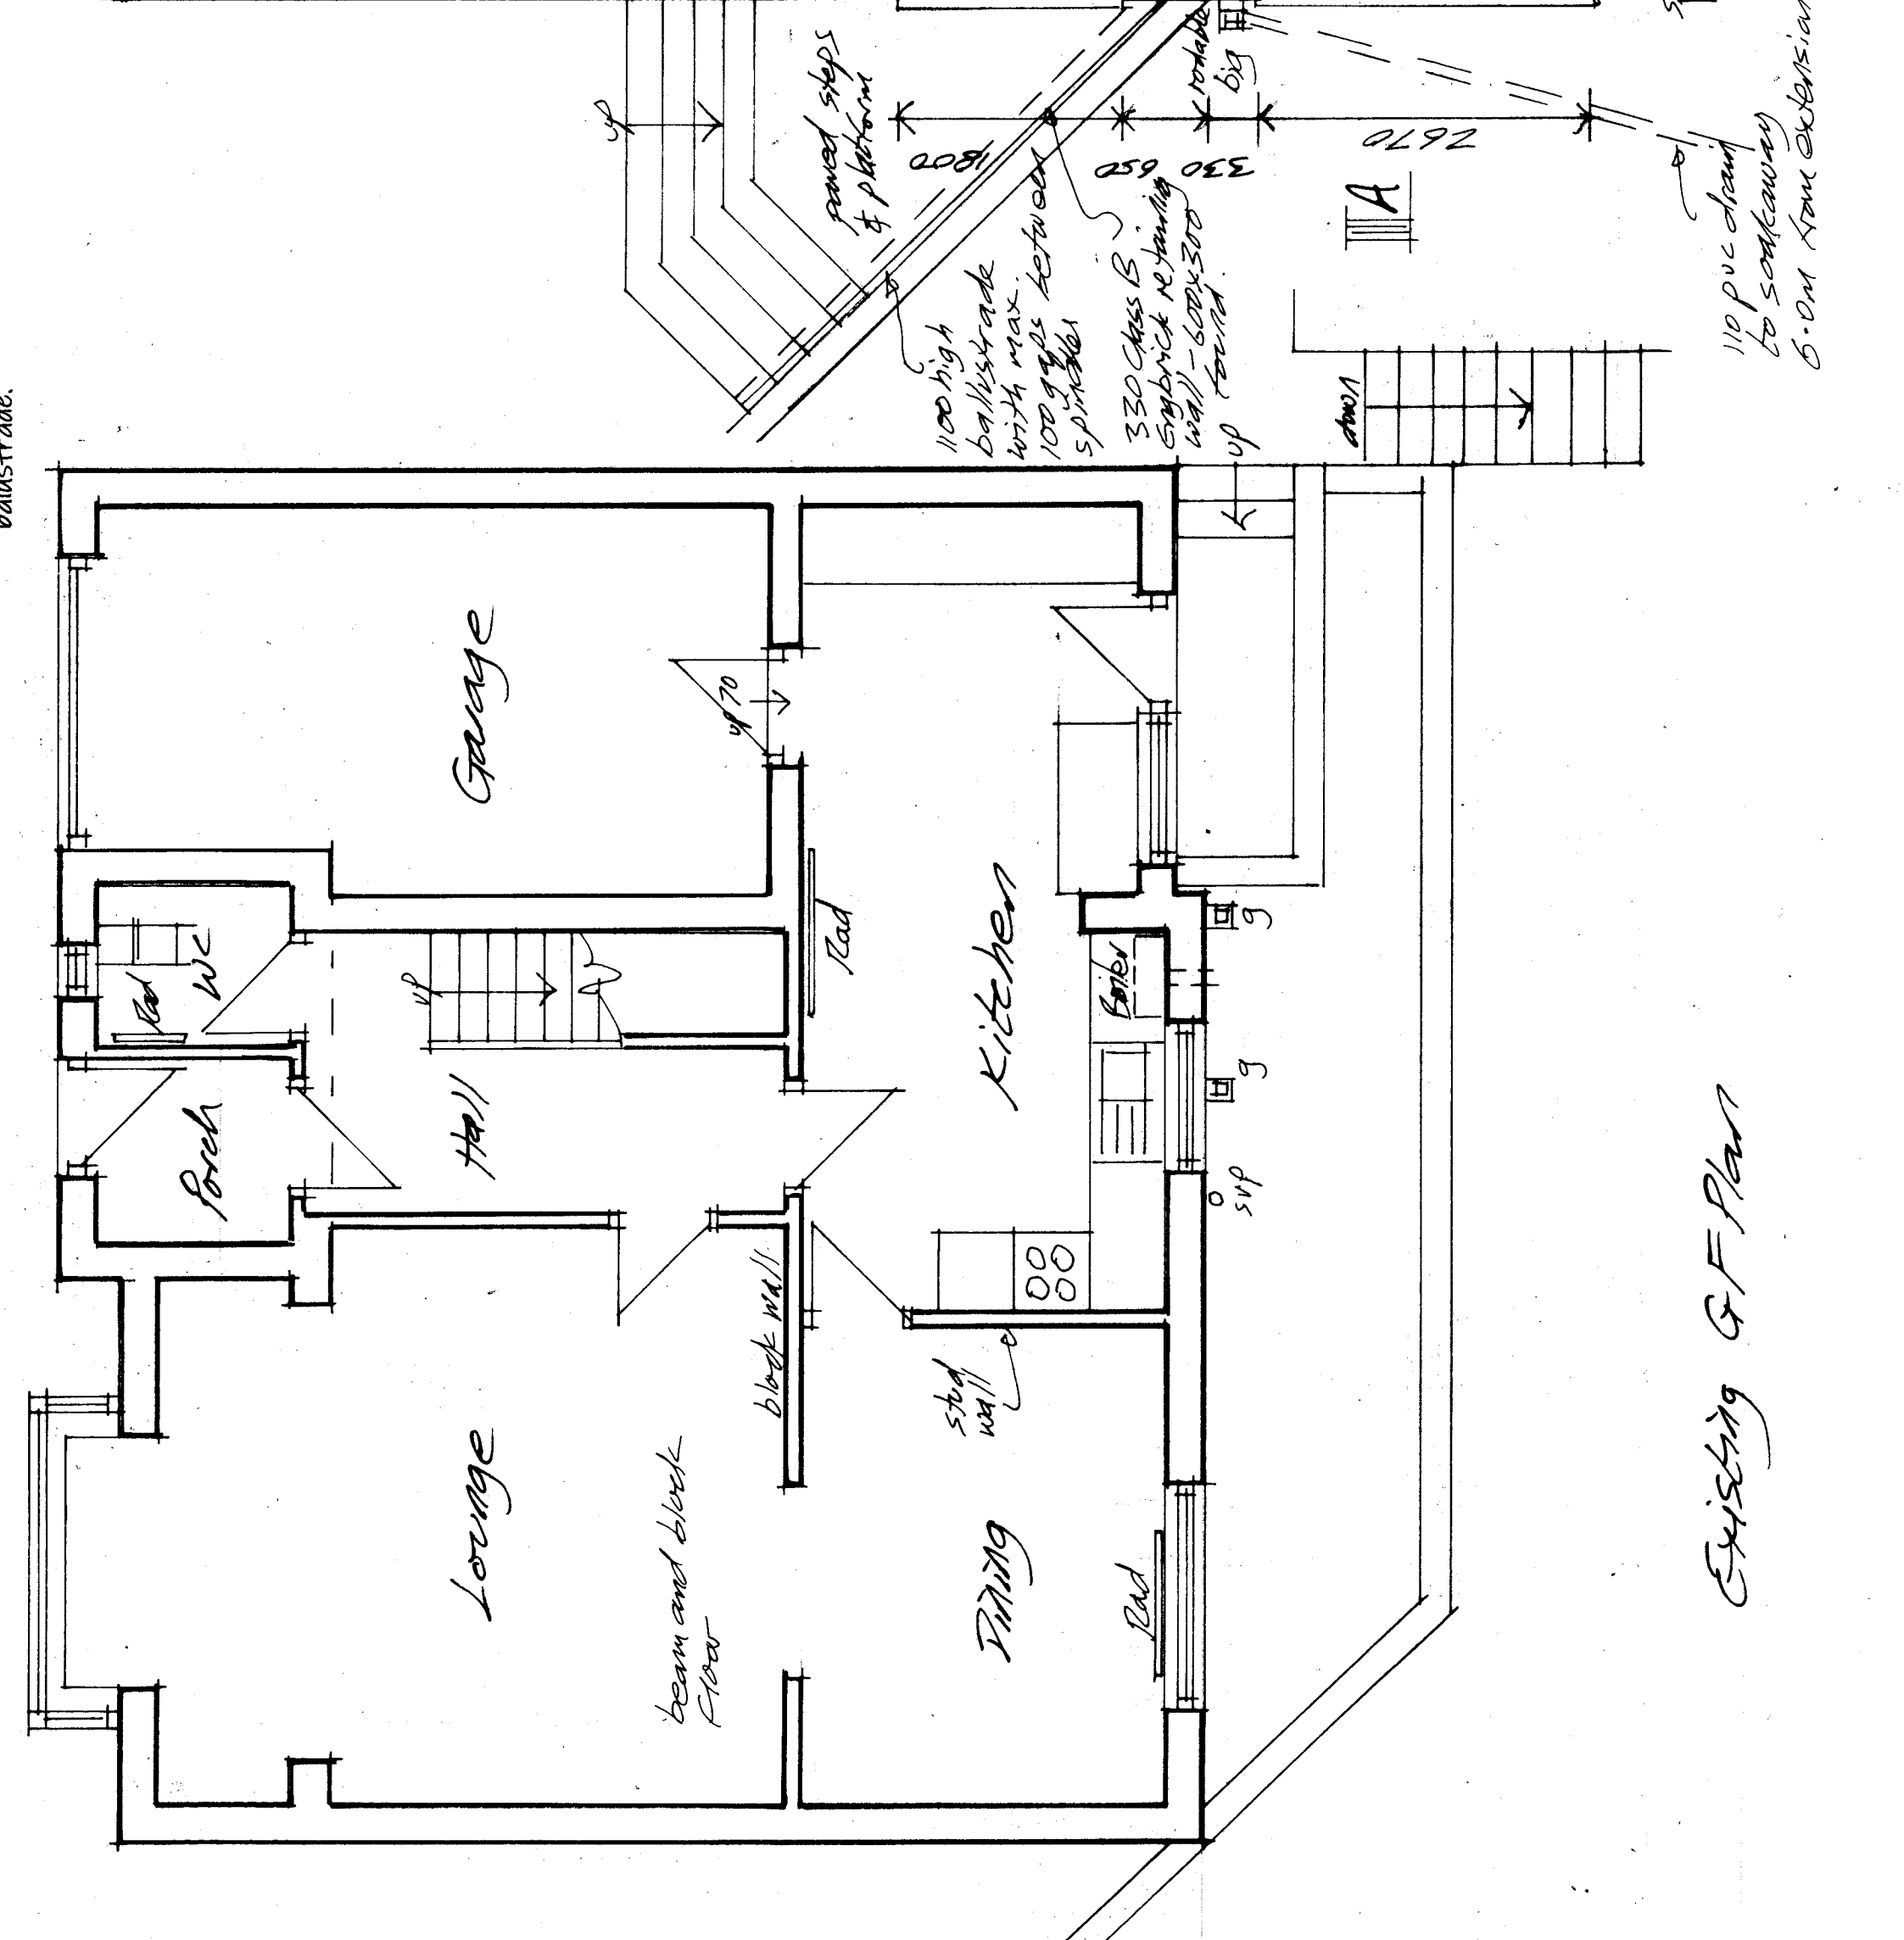 balustrade.
up
paved steps
& platform
1800
650
330
2670
rodable
big
A
110 pvc drain
to soakaway
6.0m from extension
1100 high
ballustrade
with max.
100 gaps between
spindles
330 Class B
Engbrick retaining
wall - 600x300
found.
up
down
Garage
up 70
WC
Rad
Porch
up
Hall
Rad
Kitchen
Boiler
g
g
svp
Lounge
block wall
beam and block
floor
stud
wall
Dining
Rad
Existing GF Plan